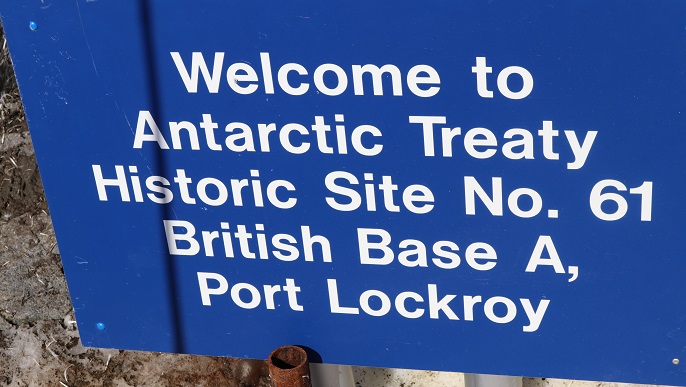 Welcome to
Antarctic Treaty
Historic Site No. 61
British Base A,
Port Lockroy